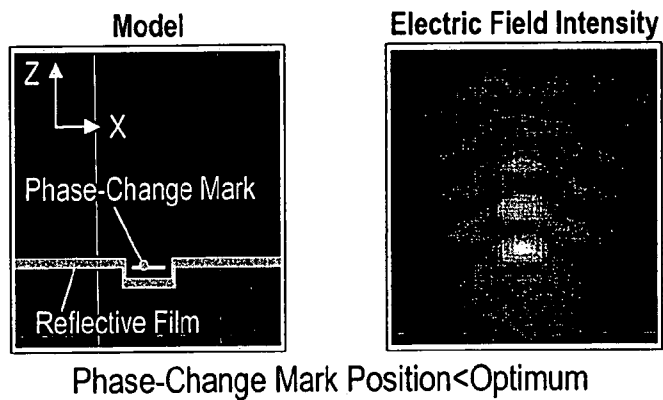 Model
Electric Field Intensity
Z
X
Phase-Change Mark
Reflective Film
Phase-Change Mark Position<Optimum